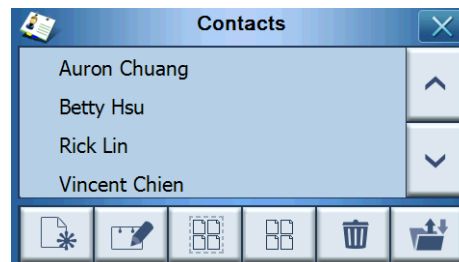 Contacts
Auron Chuang
Betty Hsu
Rick Lin
Vincent Chien